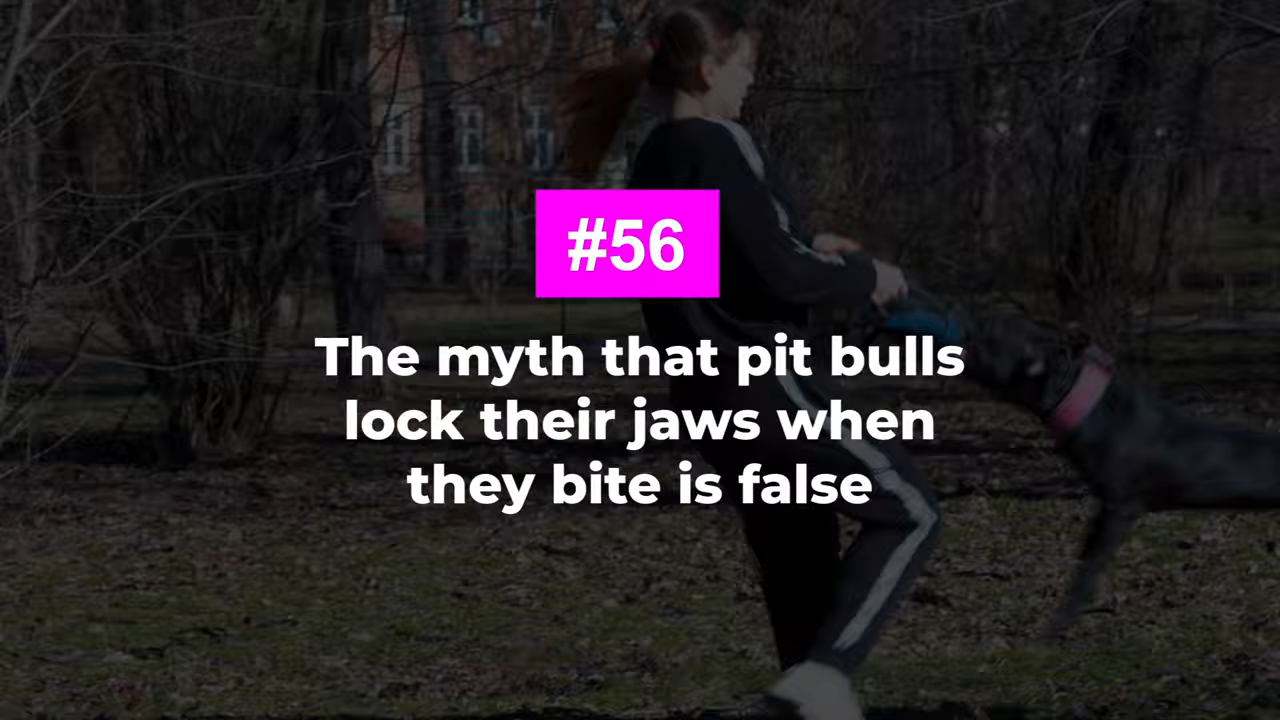 #56
The myth that pit bulls
lock their jaws when
they bite is false